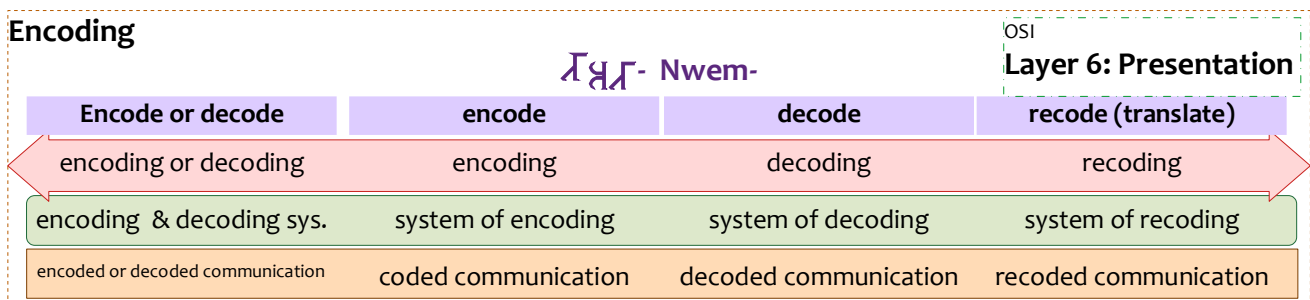 Encoding
OSI
Layer 6: Presentation
- Nwem-
Encode or decode encode decode recode (translate)
encoding or decoding encoding decoding recoding
encoding & decoding sys. system of encoding system of decoding system of recoding
encoded or decoded communication coded communication decoded communication recoded communication